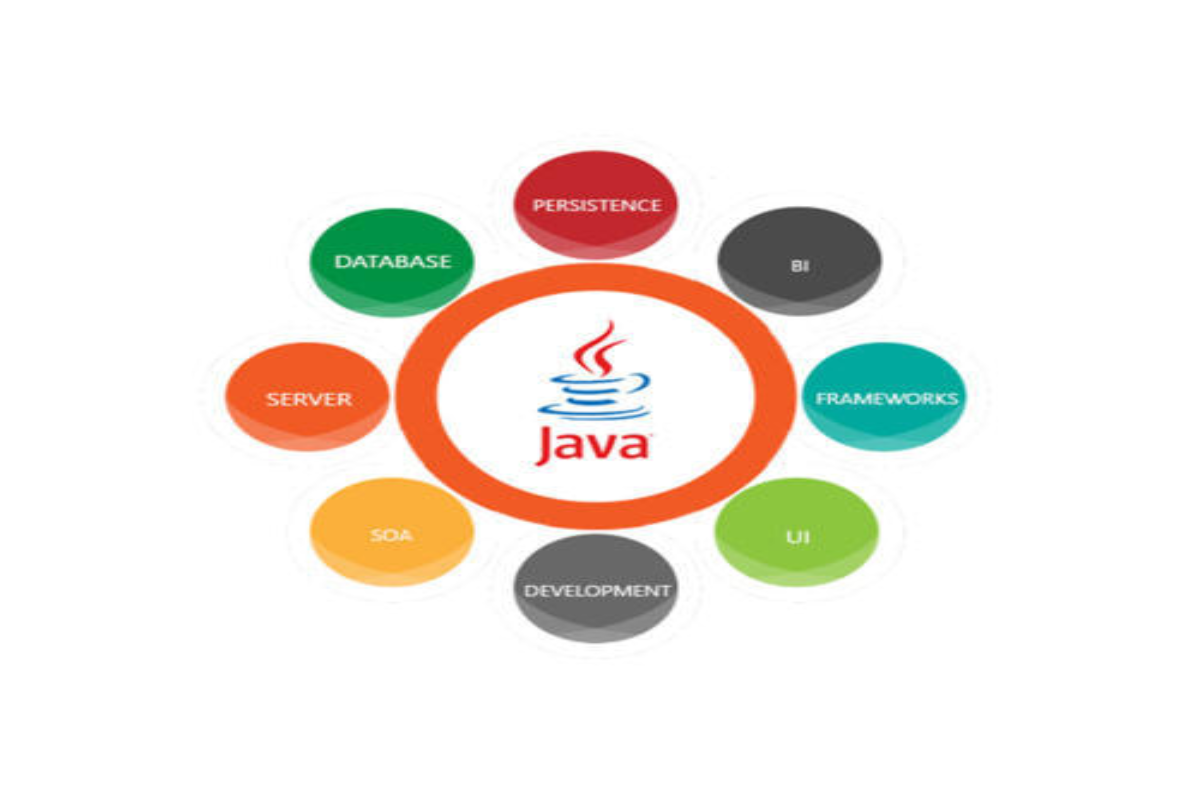 PERSISTENCE
DATABASE
BI
SERVER
Java
FRAMEWORKS
SOA
UI
DEVELOPMENT